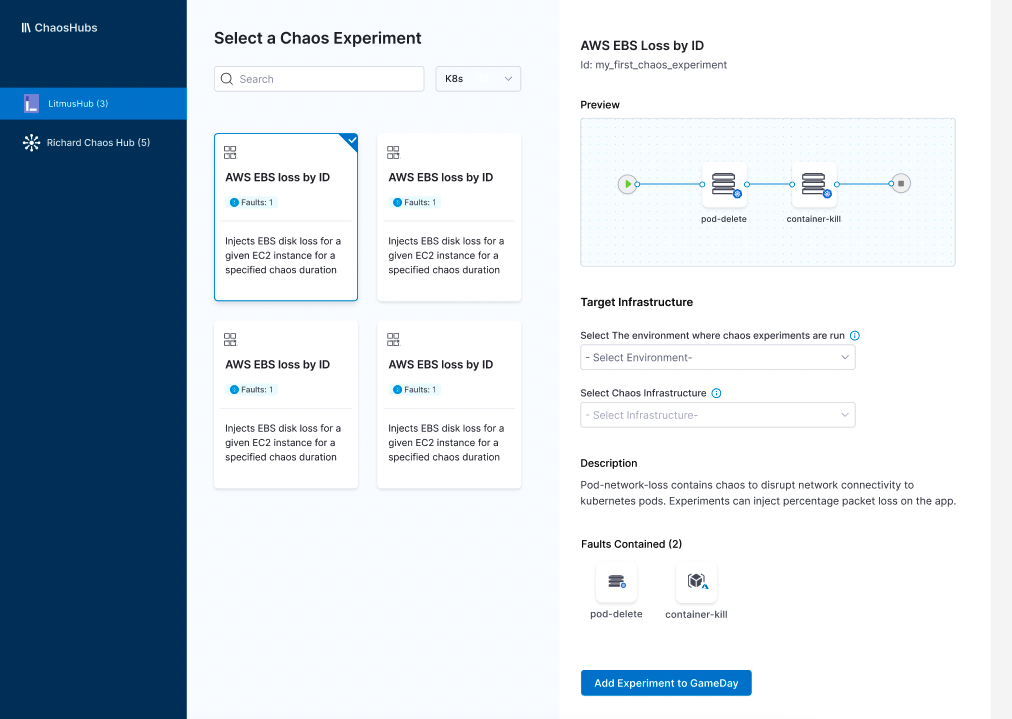 ChaosHubs
LitmusHub (3)
Richard Chaos Hub (5)
Select a Chaos Experiment
Search
K8s
AWS EBS loss by ID
Faults: 1
Injects EBS disk loss for a
given EC2 instance for a
specified chaos duration
AWS EBS loss by ID
Faults: 1
Injects EBS disk loss for a
given EC2 instance for a
specified chaos duration
AWS EBS loss by ID
Faults: 1
Injects EBS disk loss for a
given EC2 instance for a
specified chaos duration
AWS EBS loss by ID
Faults: 1
Injects EBS disk loss for a
given EC2 instance for a
specified chaos duration
AWS EBS Loss by ID
Id: my_first_chaos_experiment
Preview
pod-delete
container-kill
Target Infrastructure
Select The environment where chaos experiments are run
- Select Environment-
Select Chaos Infrastructure
- Select Infrastructure-
Description
Pod-network-loss contains chaos to disrupt network connectivity to
kubernetes pods. Experiments can inject percentage packet loss on the app.
Faults Contained (2)
pod-delete
container-kill
Add Experiment to GameDay